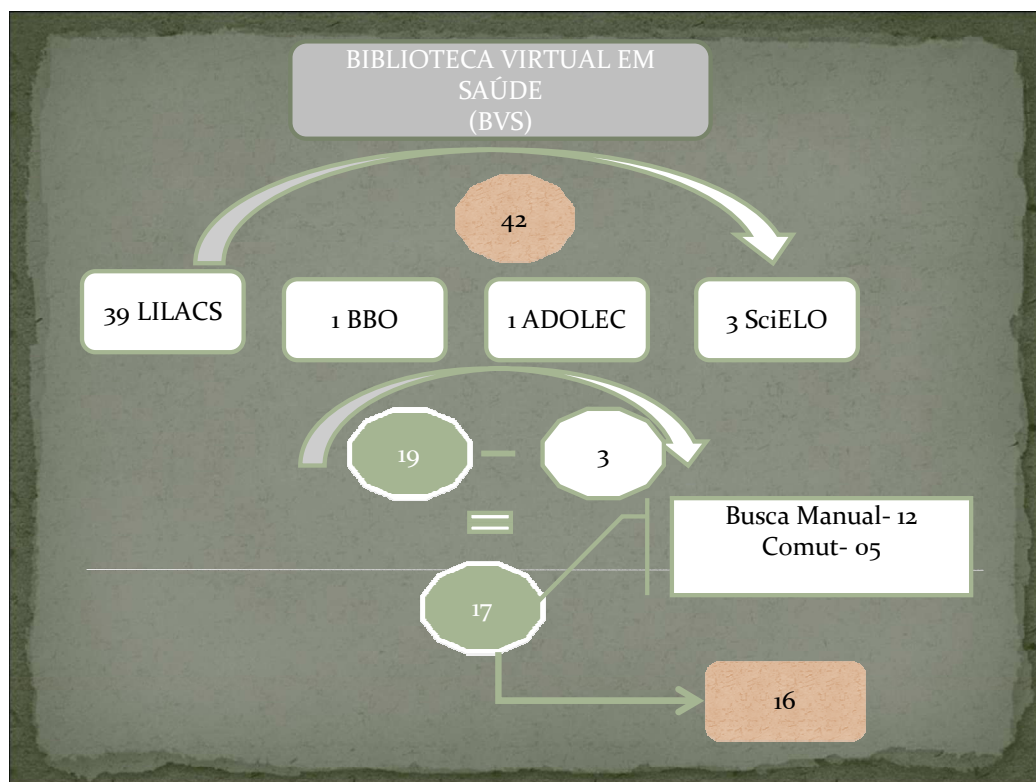 BIBLIOTECA VIRTUAL EM
SAÚDE
(BVS)
42
39 LILACS
1 BBO
1 ADOLEC
3 SciELO
19
–
3
=
Busca Manual- 12
Comut- 05
17
16